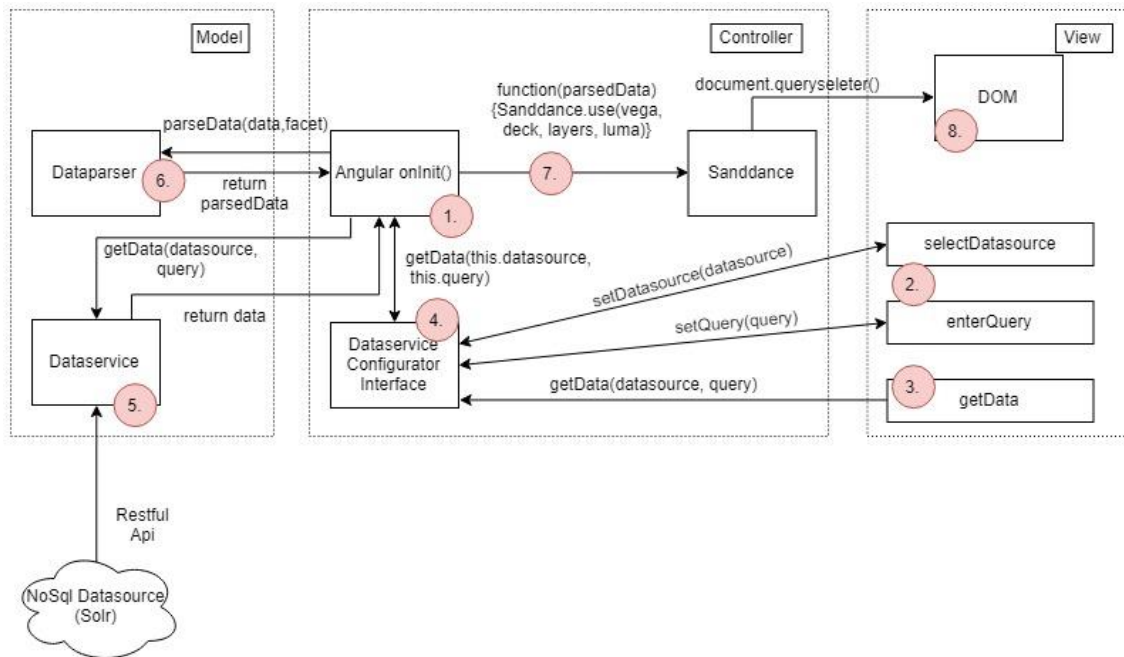 Model
Controller
View
function(parsedData)
{Sanddance.use(vega,
deck, layers, luma)}
document.queryseleter()
DOM
8.
parseData(data,facet)
Dataparser
6.
return
parsedData
Angular onInit()
1.
7.
Sanddance
getData(datasource,
query)
getData(this.datasource,
this.query)
return data
setDatasource(datasource)
selectDatasource
2.
setQuery(query)
enterQuery
4.
Dataservice
Configurator
Interface
Dataservice
5.
getData(datasource, query)
3.
getData
Restful
Api
NoSql Datasource
(Solr)